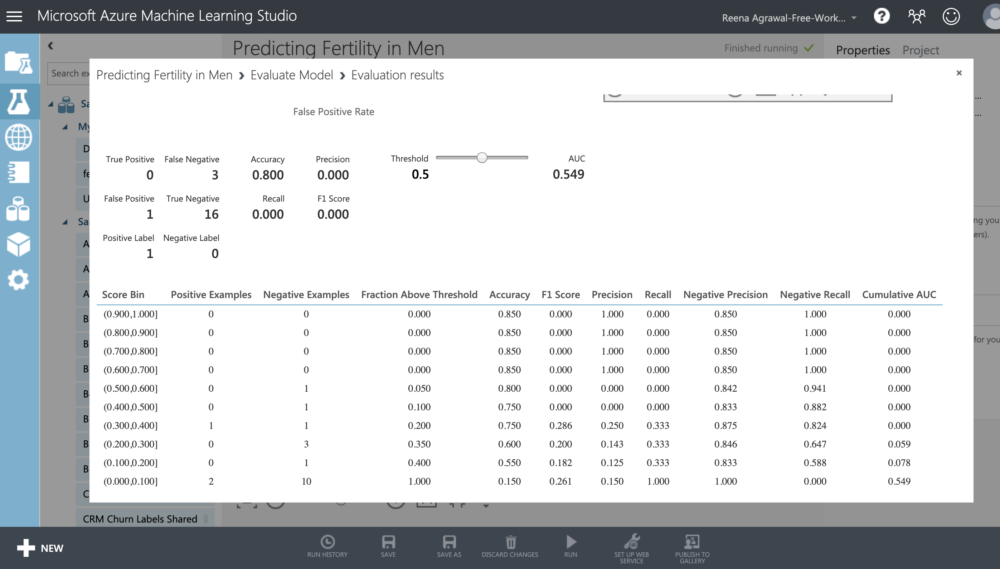 Microsoft Azure Machine Learning Studio
Reena Agrawal-Free-Work...
Predicting Fertility in Men
Finished running
Properties Project
Search ex
Predicting Fertility in Men › Evaluate Model › Evaluation results
False Positive Rate
True Positive False Negative Accuracy Precision Threshold AUC
0 3 0.800 0.000 0.5 0.549
False Positive True Negative Recall F1 Score
1 16 0.000 0.000
Positive Label Negative Label
1 0
Score Bin Positive Examples Negative Examples Fraction Above Threshold Accuracy F1 Score Precision Recall Negative Precision Negative Recall Cumulative AUC
(0.900,1.000] 0 0 0.000 0.850 0.000 1.000 0.000 0.850 1.000 0.000
(0.800,0.900] 0 0 0.000 0.850 0.000 1.000 0.000 0.850 1.000 0.000
(0.700,0.800] 0 0 0.000 0.850 0.000 1.000 0.000 0.850 1.000 0.000
(0.600,0.700] 0 0 0.000 0.850 0.000 1.000 0.000 0.850 1.000 0.000
(0.500,0.600] 0 1 0.050 0.800 0.000 0.000 0.000 0.842 0.941 0.000
(0.400,0.500] 0 1 0.100 0.750 0.000 0.000 0.000 0.833 0.882 0.000
(0.300,0.400] 1 1 0.200 0.750 0.286 0.250 0.333 0.875 0.824 0.000
(0.200,0.300] 0 3 0.350 0.600 0.200 0.143 0.333 0.846 0.647 0.059
(0.100,0.200] 0 1 0.400 0.550 0.182 0.125 0.333 0.833 0.588 0.078
(0.000,0.100] 2 10 1.000 0.150 0.261 0.150 1.000 1.000 0.000 0.549
Sa
My
D
fe
U
Sa
A
A
A
B
B
B
B
B
B
B
C
CRM Churn Labels Shared
...
...
ng you
ers).
for you
NEW
RUN HISTORY
SAVE
SAVE AS
DISCARD CHANGES
RUN
SET UP WEB
SERVICE
PUBLISH TO
GALLERY